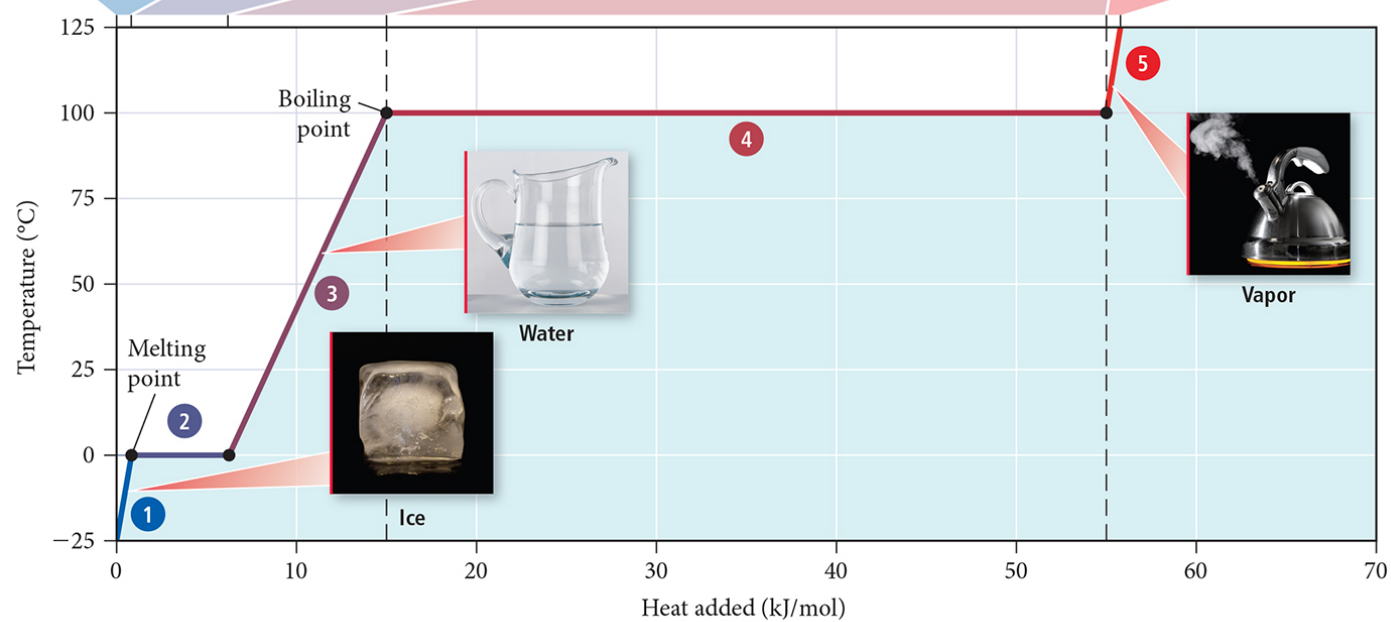 125
100
75
50
25
0
−25
Temperature (°C)
Boiling
point
5
4
Water
3
Vapor
Melting
point
2
1
Ice
0
10
20
30
40
50
60
70
Heat added (kJ/mol)